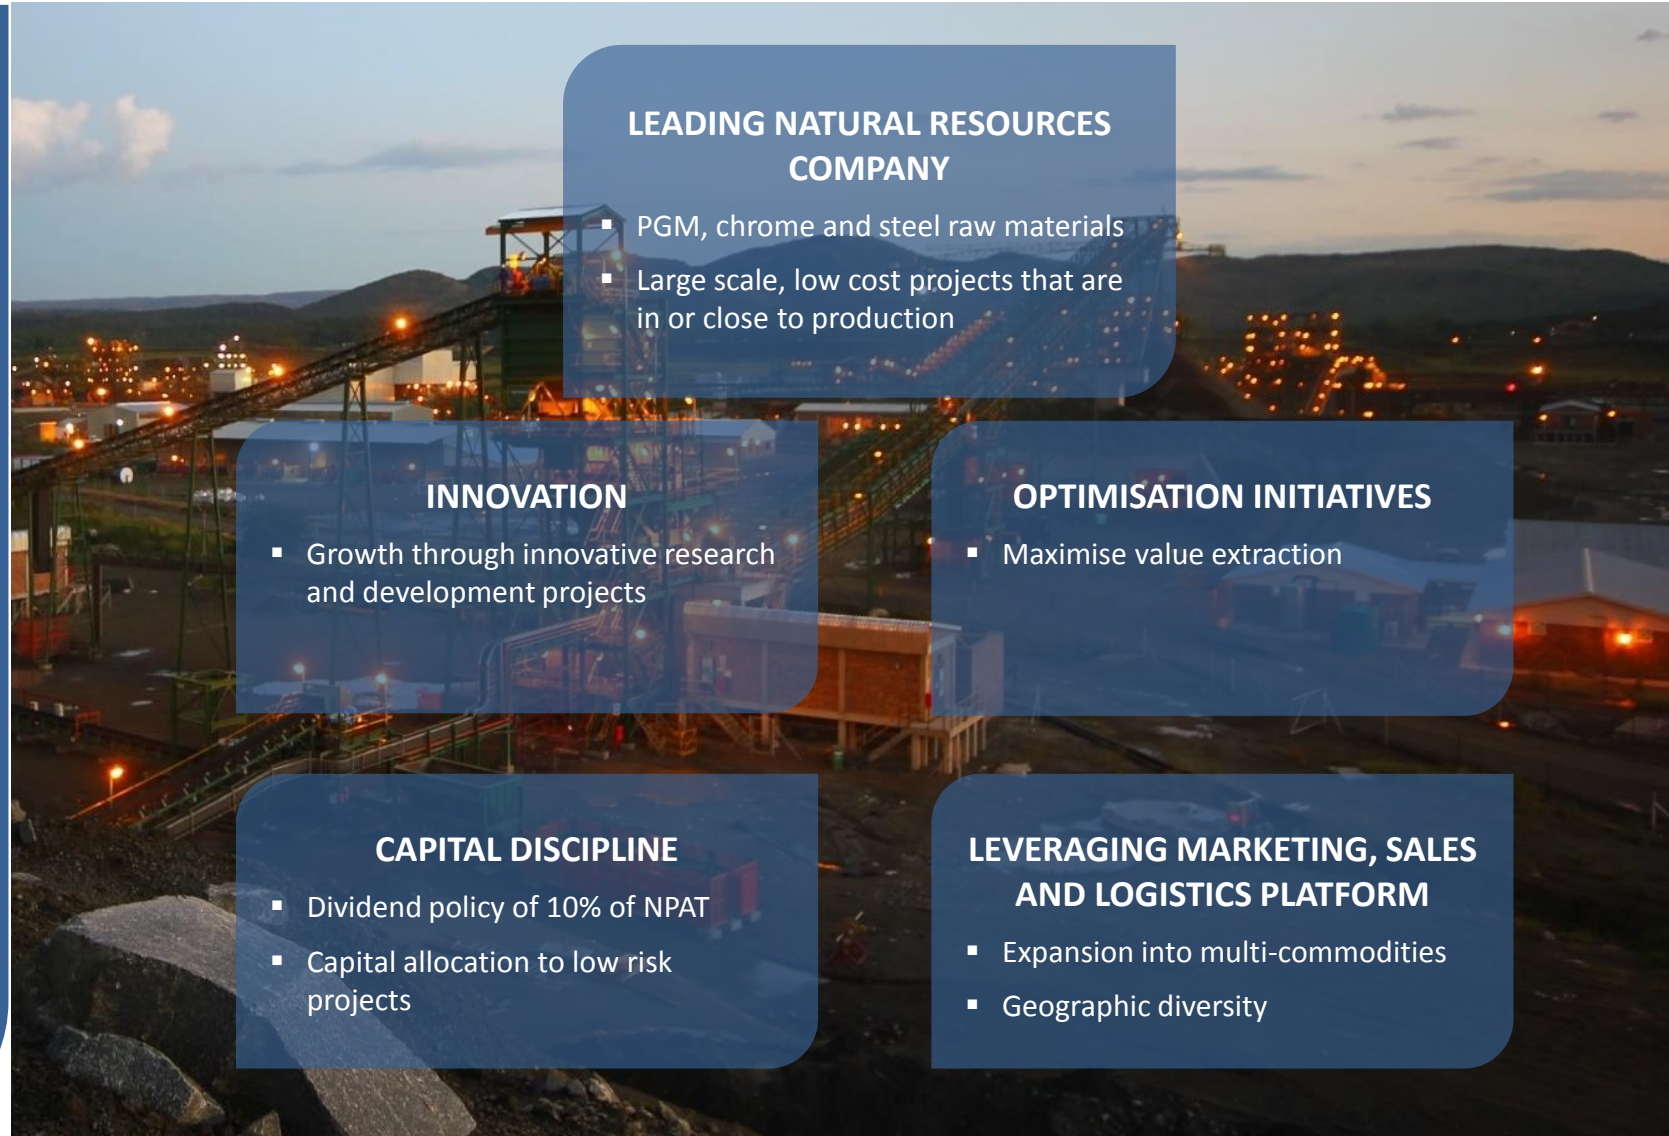 LEADING NATURAL RESOURCES
COMPANY
▪ PGM, chrome and steel raw materials
▪ Large scale, low cost projects that are
in or close to production
INNOVATION
▪ Growth through innovative research
and development projects
OPTIMISATION INITIATIVES
▪ Maximise value extraction
CAPITAL DISCIPLINE
▪ Dividend policy of 10% of NPAT
▪ Capital allocation to low risk
projects
LEVERAGING MARKETING, SALES
AND LOGISTICS PLATFORM
▪ Expansion into multi-commodities
▪ Geographic diversity